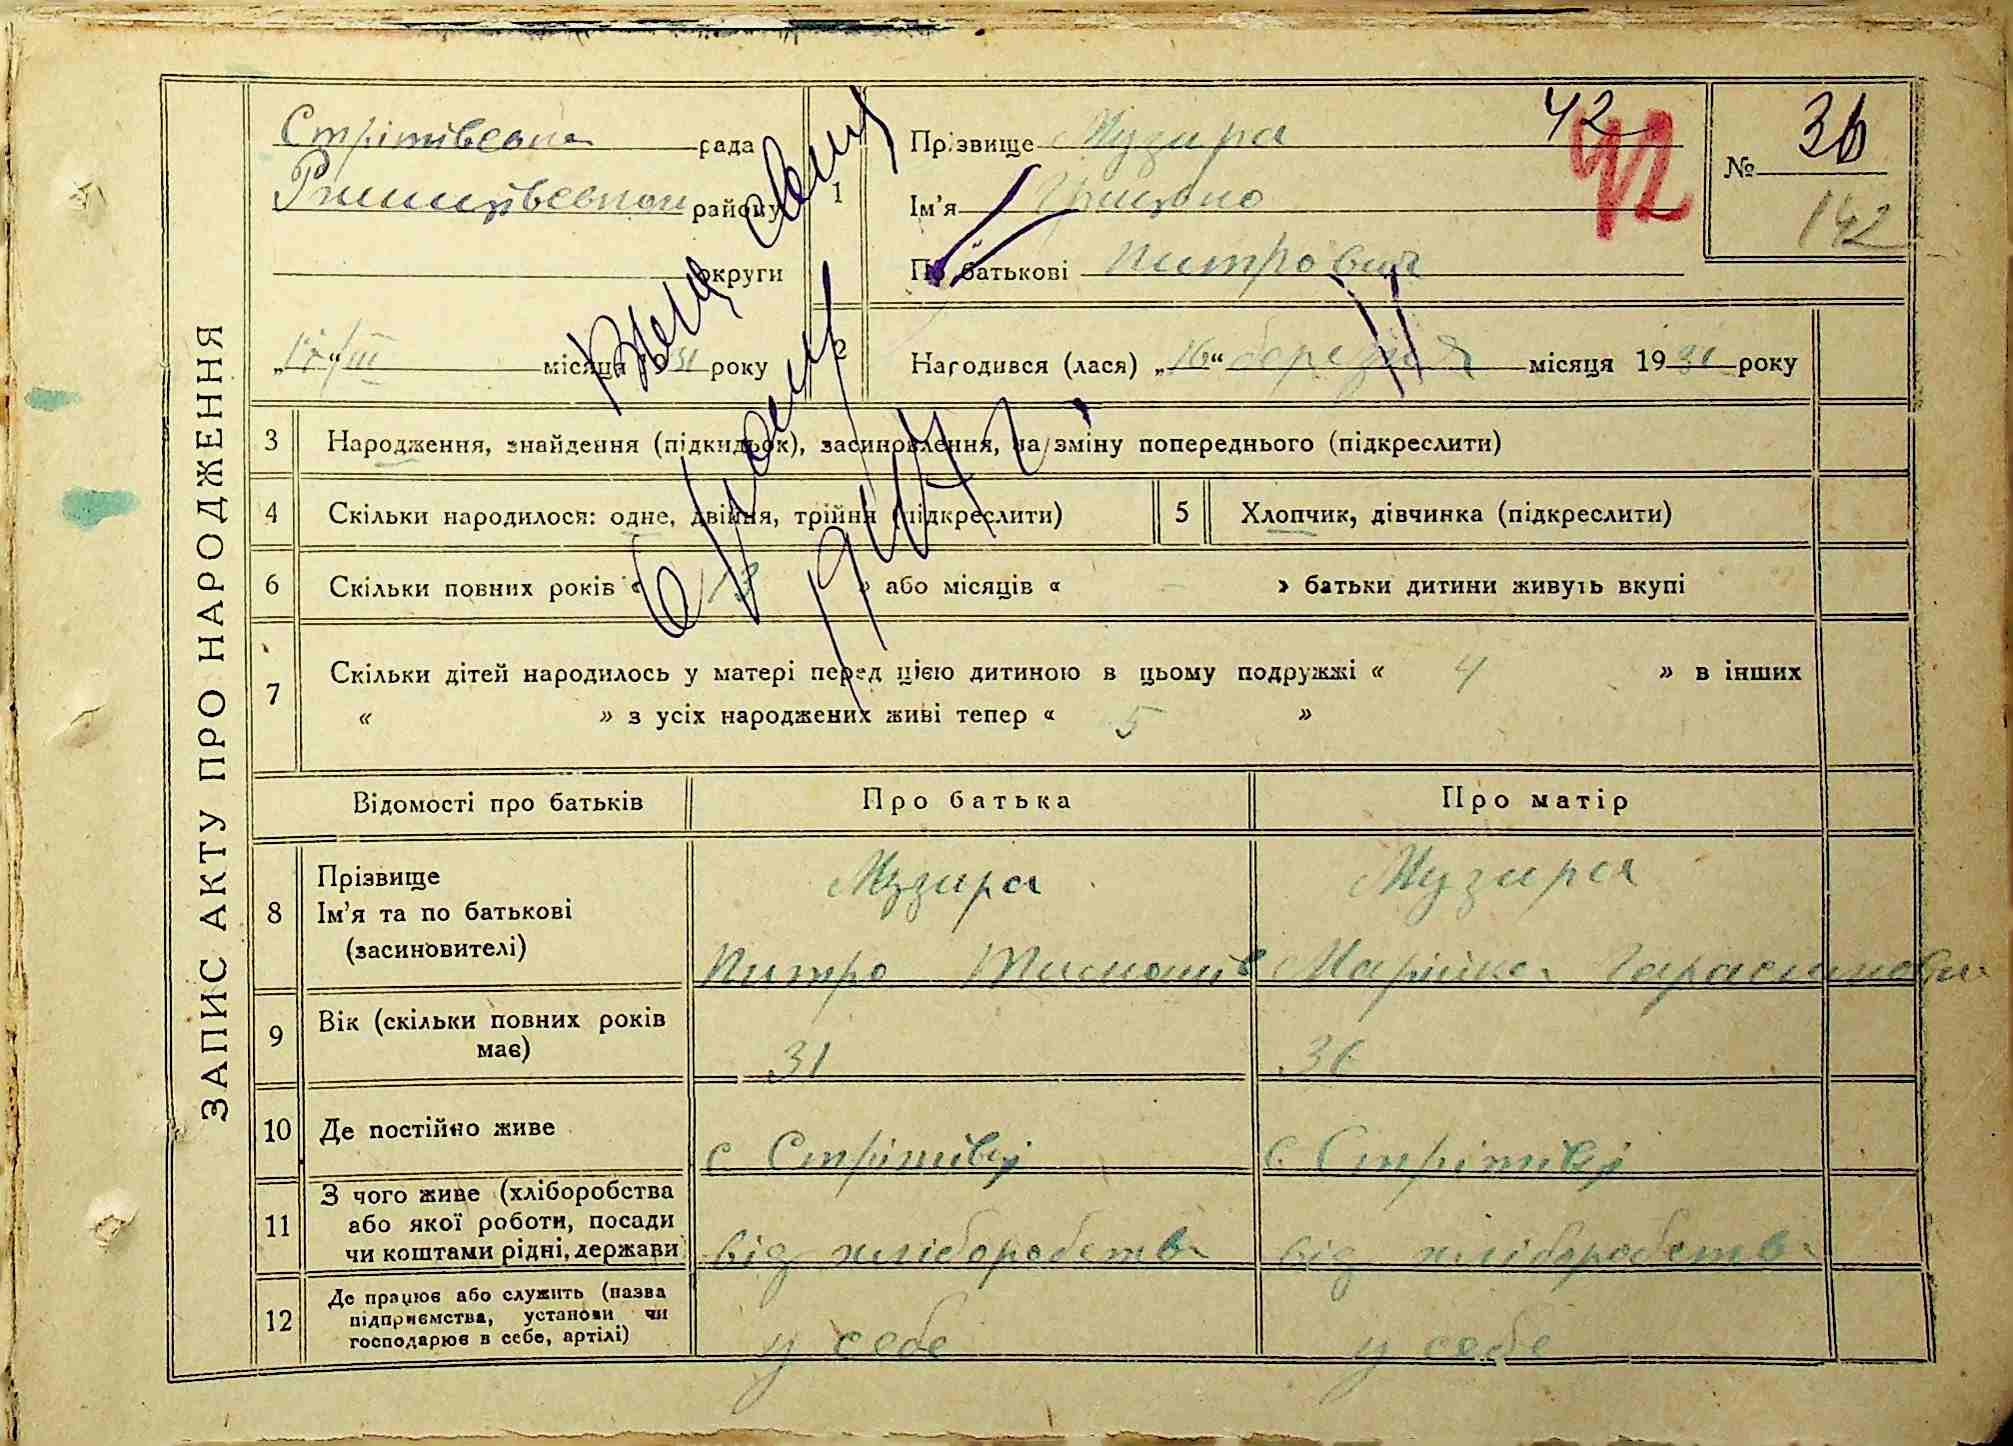 ЗАПИС АКТУ ПРО НАРОДЖЕННЯ
Стрітівська рада
району
округи
"17" III місяця 1931 року
1 Прізвище Музира
Ім'я Грицько
По батькові Питрович
42
42
№ 36
142
2 Народився (лася) „16“ березня місяця 1931 року
3 Народження, знайдення (підкидьок), засиновлення, на зміну попереднього (підкреслити)
4 Скільки народилося: одне, двійня, трійня (підкреслити)
5 Хлопчик, дівчинка (підкреслити)
6 Скільки повних років « 13 » або місяців « - » батьки дитини живуть вкупі
7 Скільки дітей народилось у матері перед цією дитиною в цьому подружжі « 4 » в інших
« » з усіх народжених живі тепер « 5 »
Відомості про батьків Про батька Про матір
8 Прізвище
Ім'я та по батькові
(засиновителі)
Музира
Питро
Музира
Марійка Гарасимовна
9 Вік (скільки повних років
має)
31 36
10 Де постійно живе
с Стрітівці с Стрітівці
11 З чого живе (хліборобства
або якої роботи, посади
чи коштами рідні, держави)
від хліборобства від хліборобства
12 Де працює або служить (назва
підприємства, установи чи
господарює в себе, артілі)
у себе у себе